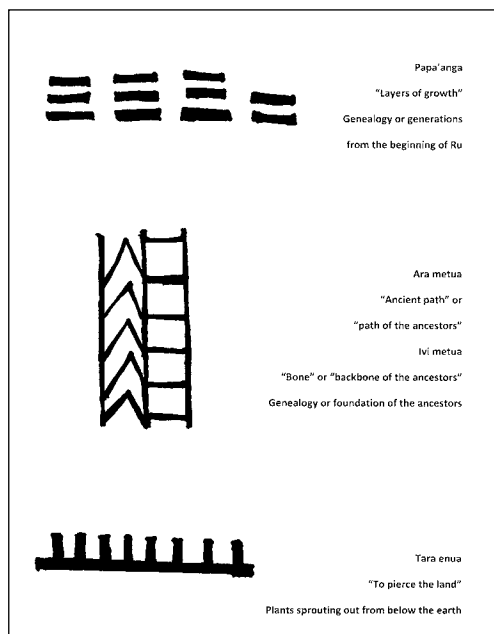 Papa'anga
"Layers of growth"
Genealogy or generations
from the beginning of Ru
Ara metua
"Ancient path" or
"path of the ancestors"
Ivi metua
"Bone" or "backbone of the ancestors"
Genealogy or foundation of the ancestors
Tara enua
"To pierce the land"
Plants sprouting out from below the earth